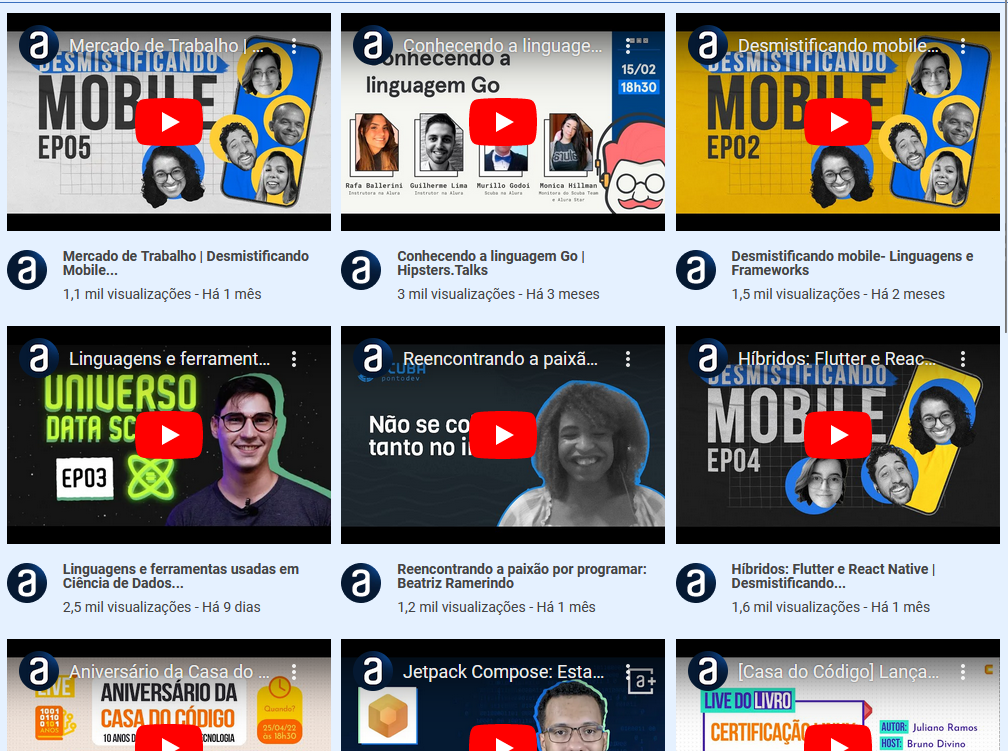 Mercado de Trabalho | ...
DESMISTIFICANDO
MOBILE
EP05
Conhecendo a linguage...
Conhecendo a
linguagem Go
15/02
18h30
Rafa Ballerini
Instrutora na Alura
Guilherme Lima
Instrutor na Alura
Murillo Godoi
Scuba na Alura
Monica Hillman
Monitora do Scuba Team
e Alura Star
Desmistificando mobile...
DESMISTIFICANDO
MOBILE
EP02
Mercado de Trabalho | Desmistificando
Mobile...
1,1 mil visualizações - Há 1 mês
Conhecendo a linguagem Go |
Hipsters.Talks
3 mil visualizações - Há 3 meses
Desmistificando mobile- Linguagens e
Frameworks
1,5 mil visualizações - Há 2 meses
Linguagens e ferrament...
UNIVERSO
DATA SC
EP03
Reencontrando a paixã...
SCUBA
pontodev
Não se co
tanto no i
Híbridos: Flutter e Reac...
DESMISTIFICANDO
MOBILE
EP04
Linguagens e ferramentas usadas em
Ciência de Dados...
2,5 mil visualizações - Há 9 dias
Reencontrando a paixão por programar:
Beatriz Ramerindo
1,2 mil visualizações - Há 1 mês
Híbridos: Flutter e React Native |
Desmistificando...
1,6 mil visualizações - Há 1 mês
Aniversário da Casa do ...
LIVE
ANIVERSÁRIO DA
CASA DO CÓDIGO
10 ANOS D
CNOLOGIA
Quando?
25/04/22
às 18h30
Jetpack Compose: Esta...
a+
[Casa do Código] Lança...
LIVE DO LIVRO
CERTIFICAÇÃO
AUTOR: Juliano Ramos
HOST: Bruno Divino